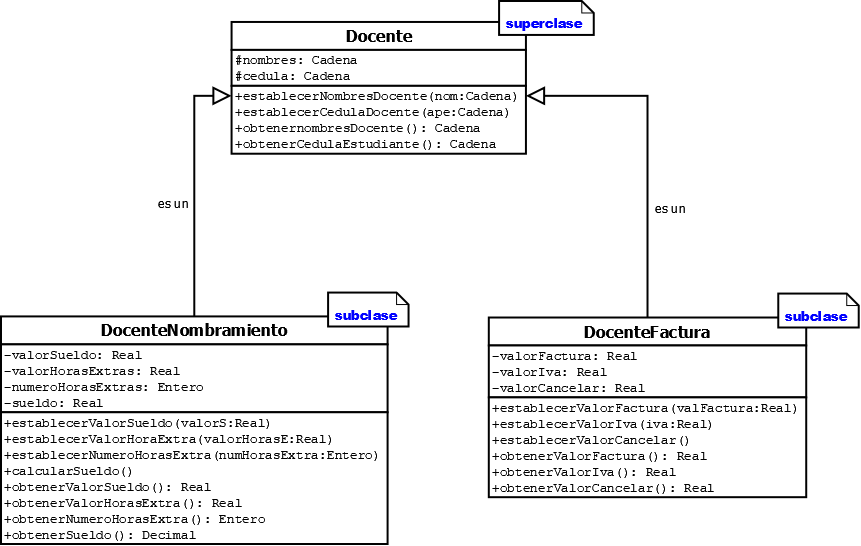 superclase
Docente
#nombres: Cadena
#cedula: Cadena
+establecerNombresDocente(nom:Cadena)
+establecerCedulaDocente(ape:Cadena)
+obtenernombresDocente(): Cadena
+obtenerCedulaEstudiante(): Cadena
es un
es un
subclase
DocenteNombramiento
-valorSueldo: Real
-valorHorasExtras: Real
-numeroHorasExtras: Entero
-sueldo: Real
+establecerValorSueldo(valorS:Real)
+establecerValorHoraExtra(valorHorasE:Real)
+establecerNumeroHorasExtra(numHorasExtra:Entero)
+calcularSueldo()
+obtenerValorSueldo(): Real
+obtenerValorHorasExtra(): Real
+obtenerNumeroHorasExtra(): Entero
+obtenerSueldo(): Decimal
subclase
DocenteFactura
-valorFactura: Real
-valorIva: Real
-valorCancelar: Real
+establecerValorFactura(valFactura:Real)
+establecerValorIva(iva:Real)
+establecerValorCancelar()
+obtenerValorFactura(): Real
+obtenerValorIva(): Real
+obtenerValorCancelar(): Real